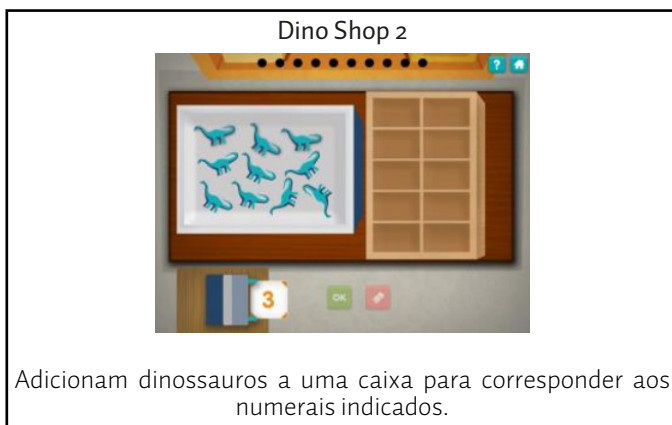 Dino Shop 2
?
3
OK
Adicionam dinossauros a uma caixa para corresponder aos
numerais indicados.